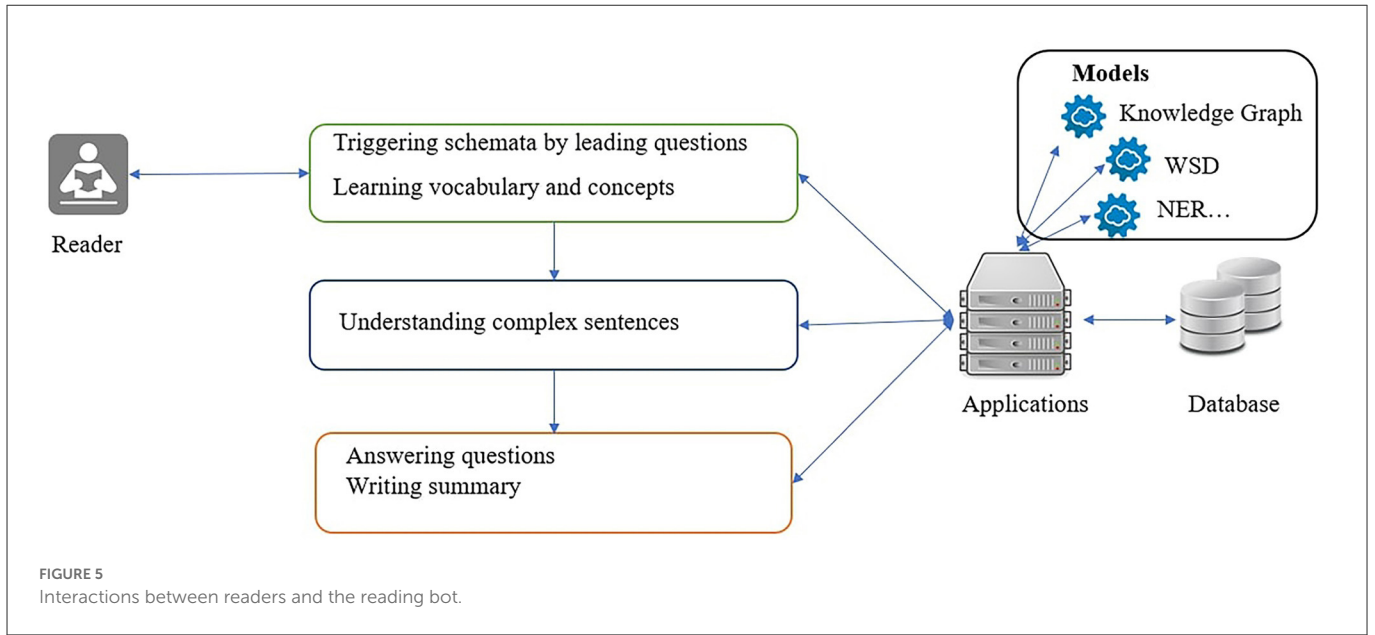 Models
Knowledge Graph
WSD
NER…
Reader
Triggering schemata by leading questions
Learning vocabulary and concepts
Understanding complex sentences
Answering questions
Writing summary
Applications
Database
FIGURE 5
Interactions between readers and the reading bot.